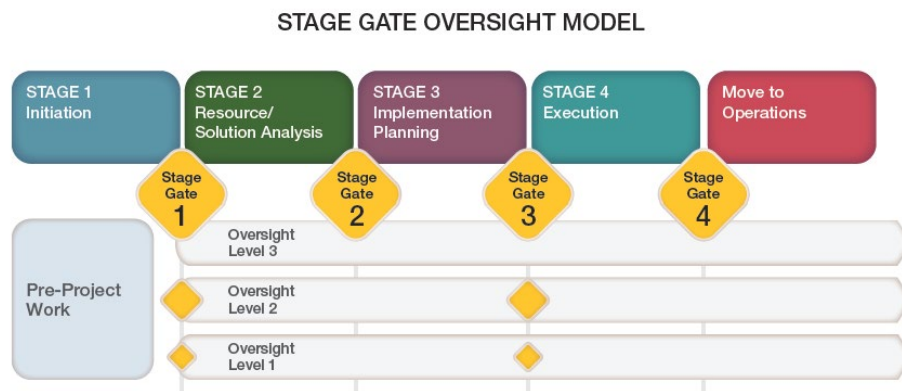 STAGE GATE OVERSIGHT MODEL
STAGE 1
Initiation
STAGE 2
Resource/
Solution Analysis
STAGE 3
Implementation
Planning
STAGE 4
Execution
Move to
Operations
Stage
Gate
1
Stage
Gate
2
Stage
Gate
3
Stage
Gate
4
Pre-Project
Work
Oversight
Level 3
Oversight
Level 2
Oversight
Level 1